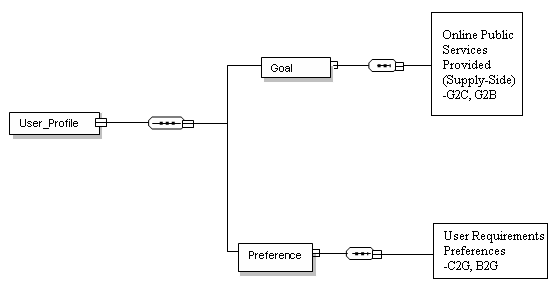 User_Profile
Goal
Online Public
Services
Provided
(Supply-Side)
-G2C, G2B
Preference
User Requirements
Preferences
-C2G, B2G